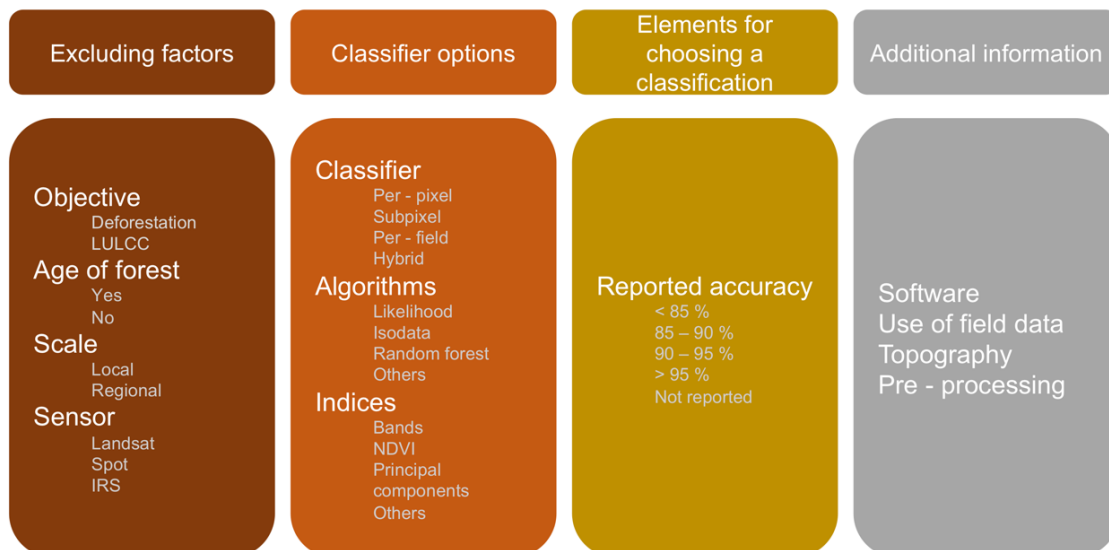 Excluding factors
Classifier options
Elements for
choosing a
classification
Additional information
Objective
Deforestation
LULCC
Age of forest
Yes
No
Scale
Local
Regional
Sensor
Landsat
Spot
IRS
Classifier
Per - pixel
Subpixel
Per - field
Hybrid
Algorithms
Likelihood
Isodata
Random forest
Others
Indices
Bands
NDVI
Principal
components
Others
Reported accuracy
< 85 %
85 – 90 %
90 – 95 %
> 95 %
Not reported
Software
Use of field data
Topography
Pre - processing